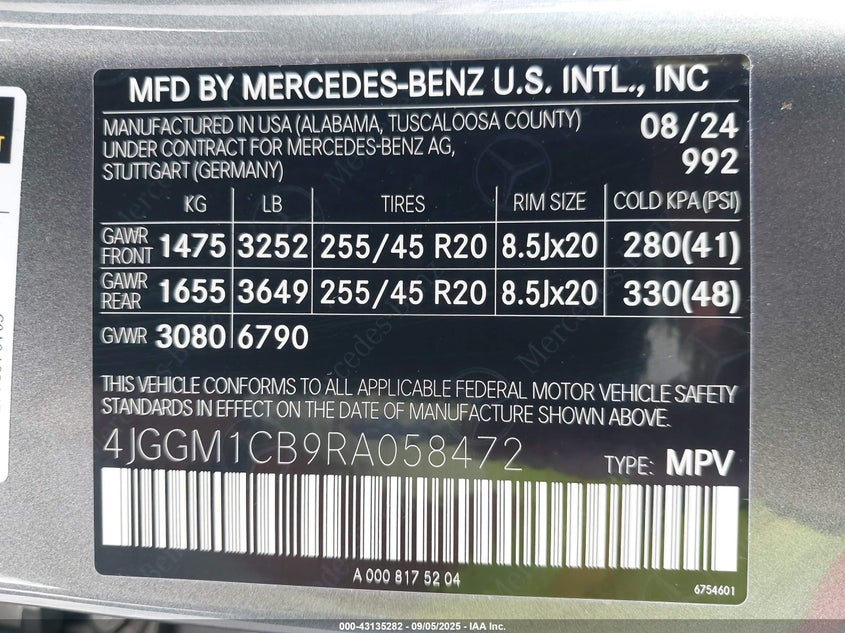 MFD BY MERCEDES-BENZ U.S. INTL., INC
MANUFACTURED IN USA (ALABAMA, TUSCALOOSA COUNTY) 08/24
UNDER CONTRACT FOR MERCEDES-BENZ AG, 992
STUTTGART (GERMANY)
KG LB TIRES RIM SIZE COLD KPA (PSI)
GAWR FRONT 1475 3252 255/45 R20 8.5Jx20 280(41)
GAWR REAR 1655 3649 255/45 R20 8.5Jx20 330(48)
GVWR 3080 6790
THIS VEHICLE CONFORMS TO ALL APPLICABLE FEDERAL MOTOR VEHICLE SAFETY
STANDARDS IN EFFECT ON THE DATE OF MANUFACTURE SHOWN ABOVE.
4JGGM1CB9RA058472 TYPE: MPV
A 000 817 52 04
6754601
000-43135282 - 09/05/2025 - IAA Inc.